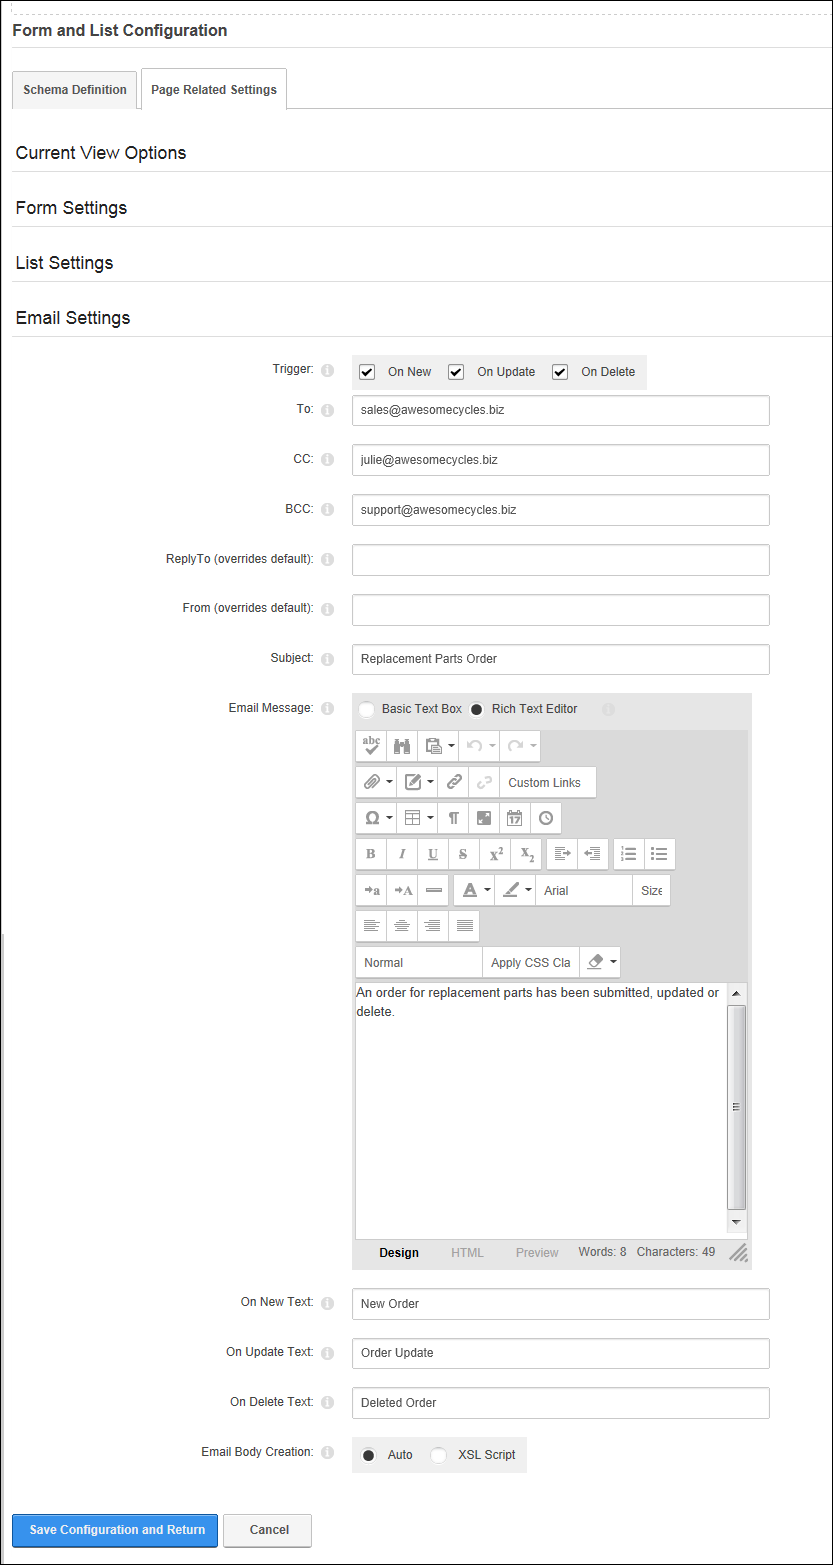 Form and List Configuration
Schema Definition Page Related Settings
Current View Options
Form Settings
List Settings
Email Settings
Trigger: On New On Update On Delete
To: sales@awesomecycles.biz
CC: julie@awesomecycles.biz
BCC: support@awesomecycles.biz
ReplyTo (overrides default):
From (overrides default):
Subject: Replacement Parts Order
Email Message: Basic Text Box Rich Text Editor
abc
Custom Links
Ω ¶ 17
B I U S x² x₂
a A A Arial Size
Normal Apply CSS Cla
An order for replacement parts has been submitted, updated or
delete.
Design HTML Preview Words: 8 Characters: 49
On New Text: New Order
On Update Text: Order Update
On Delete Text: Deleted Order
Email Body Creation: Auto XSL Script
Save Configuration and Return Cancel